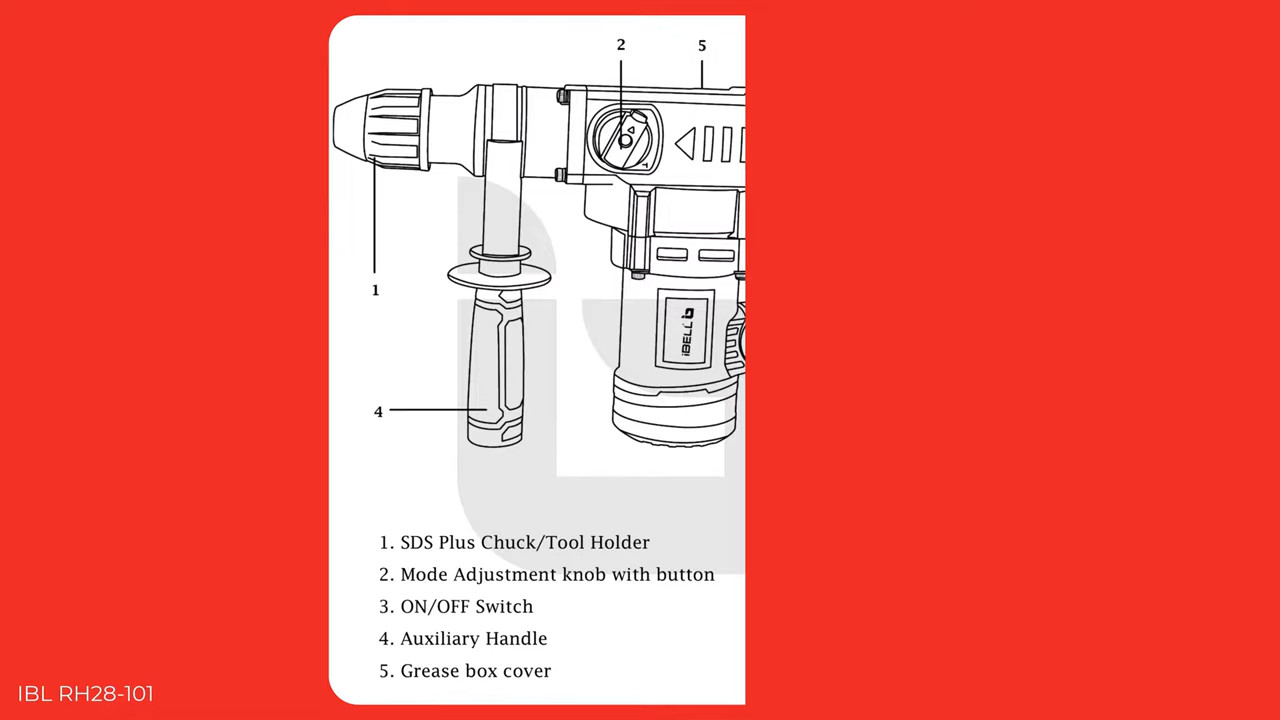 2 5
1
iBELL
4
1. SDS Plus Chuck/Tool Holder
2. Mode Adjustment knob with button
3. ON/OFF Switch
4. Auxiliary Handle
5. Grease box cover
IBL RH28-101